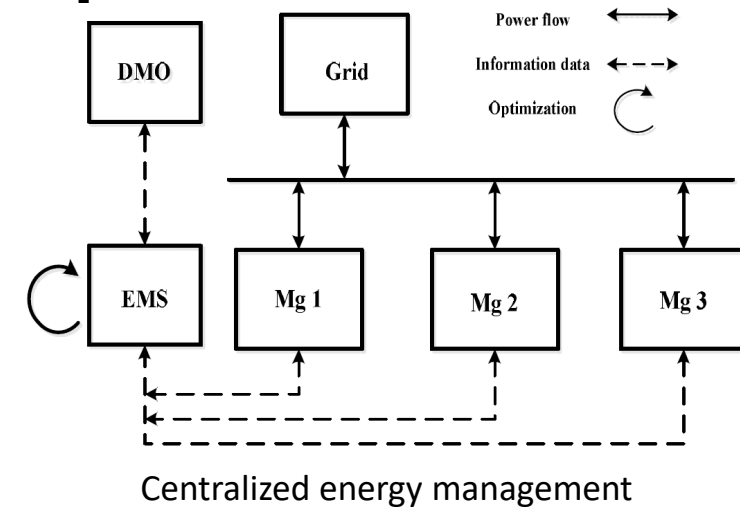 Power flow
DMO
Grid
Information data
Optimization
EMS
Mg 1
Mg 2
Mg 3
Centralized energy management